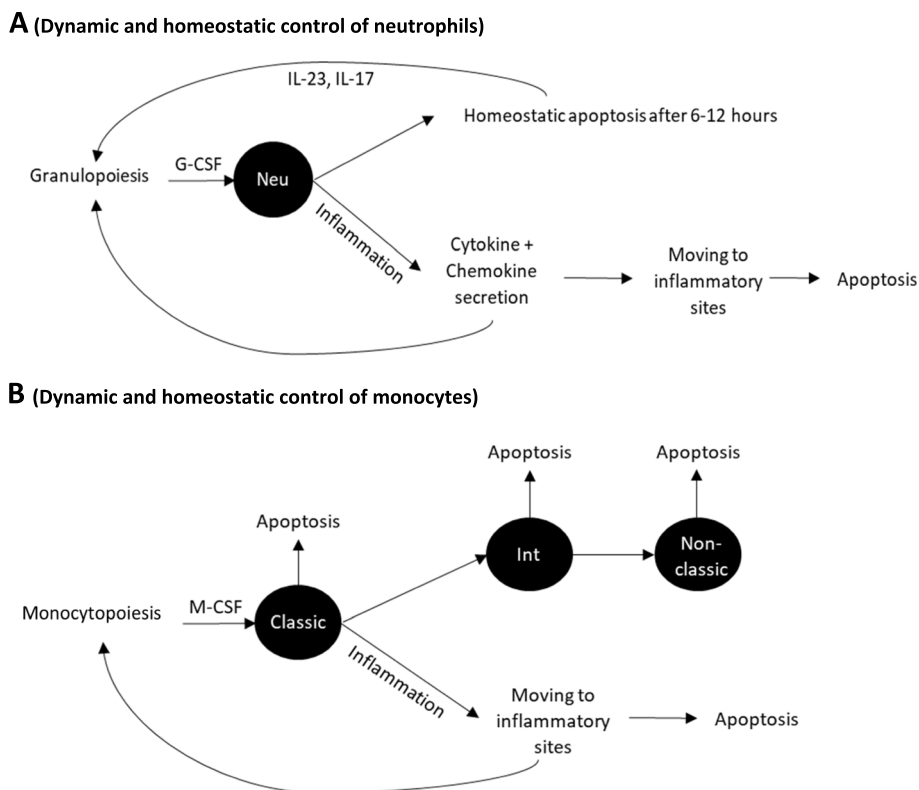 A (Dynamic and homeostatic control of neutrophils)
IL-23, IL-17
Homeostatic apoptosis after 6-12 hours
Granulopoiesis
G-CSF
Neu
Inflammation
Cytokine +
Chemokine
secretion
Moving to
inflammatory
sites
Apoptosis
B (Dynamic and homeostatic control of monocytes)
Apoptosis
Apoptosis
Apoptosis
Int
Non-
classic
Monocytopoiesis
M-CSF
Classic
Inflammation
Moving to
inflammatory
sites
Apoptosis